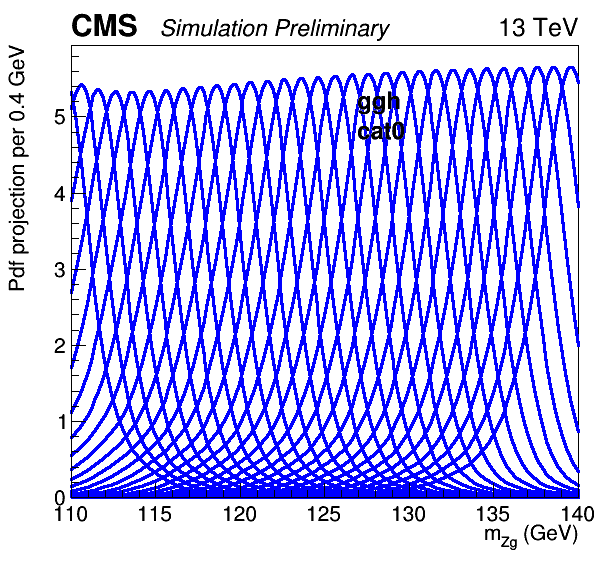 CMS Simulation Preliminary 13 TeV
Pdf projection per 0.4 GeV
ggh
cat0
5
4
3
2
1
0
110 115 120 125 130 135 140
m_Zg (GeV)